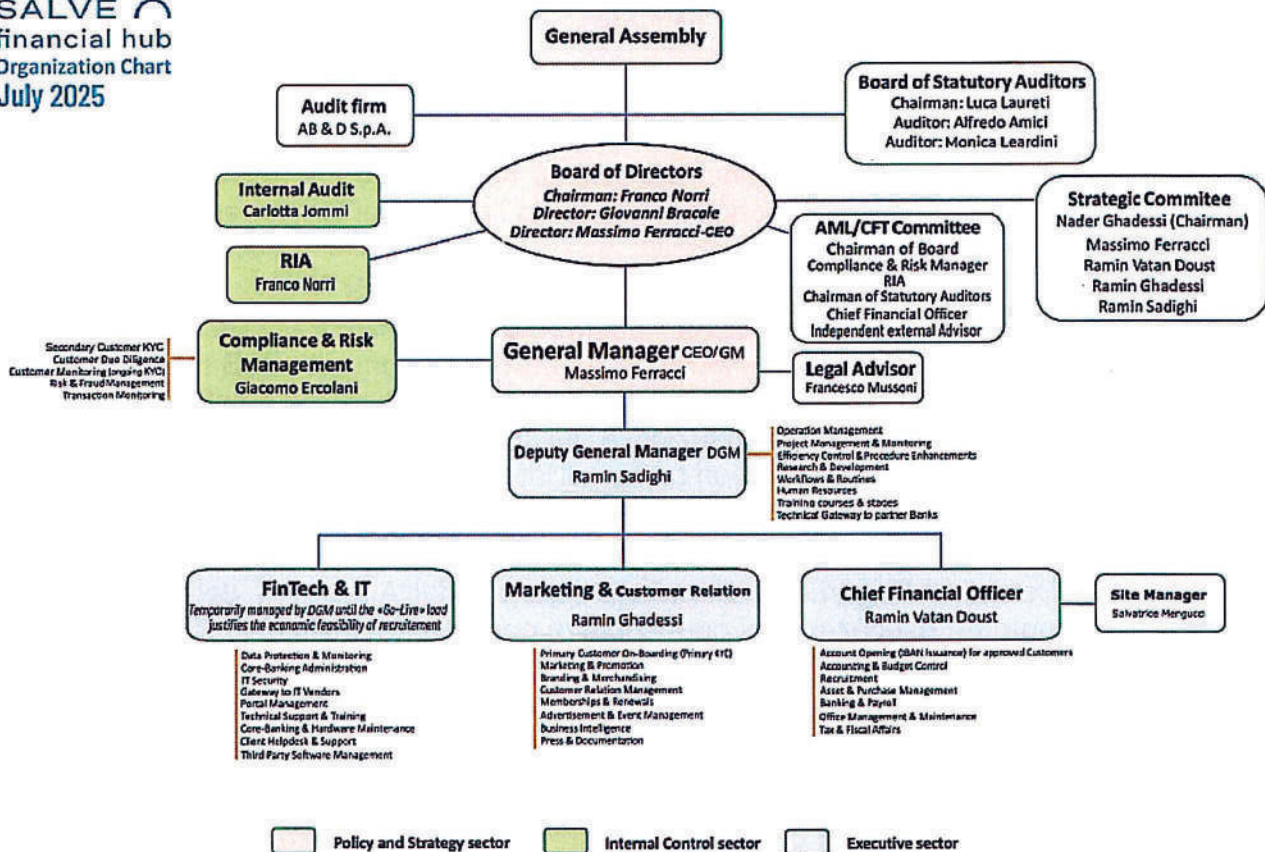 SALVE
financial hub
Organization Chart
July 2025
General Assembly
Audit firm
AB & D S.p.A.
Board of Statutory Auditors
Chairman: Luca Laureti
Auditor: Alfredo Amici
Auditor: Monica Leardini
Board of Directors
Chairman: Franco Norri
Director: Giovanni Bracale
Director: Massimo Ferracci-CEO
Internal Audit
Carlotta Jommi
RIA
Franco Norri
Strategic Commitee
Nader Ghadessi (Chairman)
Massimo Ferracci
Ramin Vatan Doust
Ramin Ghadessi
Ramin Sadighi
AML/CFT Committee
Chairman of Board
Compliance & Risk Manager
RIA
Chairman of Statutory Auditors
Chief Financial Officer
Independent external Advisor
Secondary Customer KYC
Customer Due Diligence
Customer Monitoring (ongoing KYC)
Risk & Fraud Management
Transaction Monitoring
Compliance & Risk
Management
Giacomo Ercolani
General Manager CEO/GM
Massimo Ferracci
Legal Advisor
Francesco Mussoni
Deputy General Manager DGM
Ramin Sadighi
Operation Management
Project Management & Monitoring
Efficiency Control & Procedure Enhancements
Research & Development
Workflows & Routines
Human Resources
Training courses & stages
Technical Gateway to partner Banks
FinTech & IT
Temporarily managed by DGM until the «Go-Live» load
justifies the economic feasibility of recruitement
Data Protection & Monitoring
Core-Banking Administration
IT Security
Gateway to IT Vendors
Portal Management
Technical Support & Training
Core-Banking & Hardware Maintenance
Client Helpdesk & Support
Third Party Software Management
Marketing & Customer Relation
Ramin Ghadessi
Primary Customer On-Boarding (Primary KYC)
Marketing & Promotion
Branding & Merchandising
Customer Relation Management
Memberships & Renewals
Advertisement & Event Management
Business Intelligence
Press & Documentation
Chief Financial Officer
Ramin Vatan Doust
Account Opening (IBAN Issuance) for approved Customers
Accounting & Budget Control
Recruitment
Asset & Purchase Management
Banking & Payroll
Office Management & Maintenance
Tax & Fiscal Affairs
Site Manager
Salvatrice Mengucci
Policy and Strategy sector
Internal Control sector
Executive sector